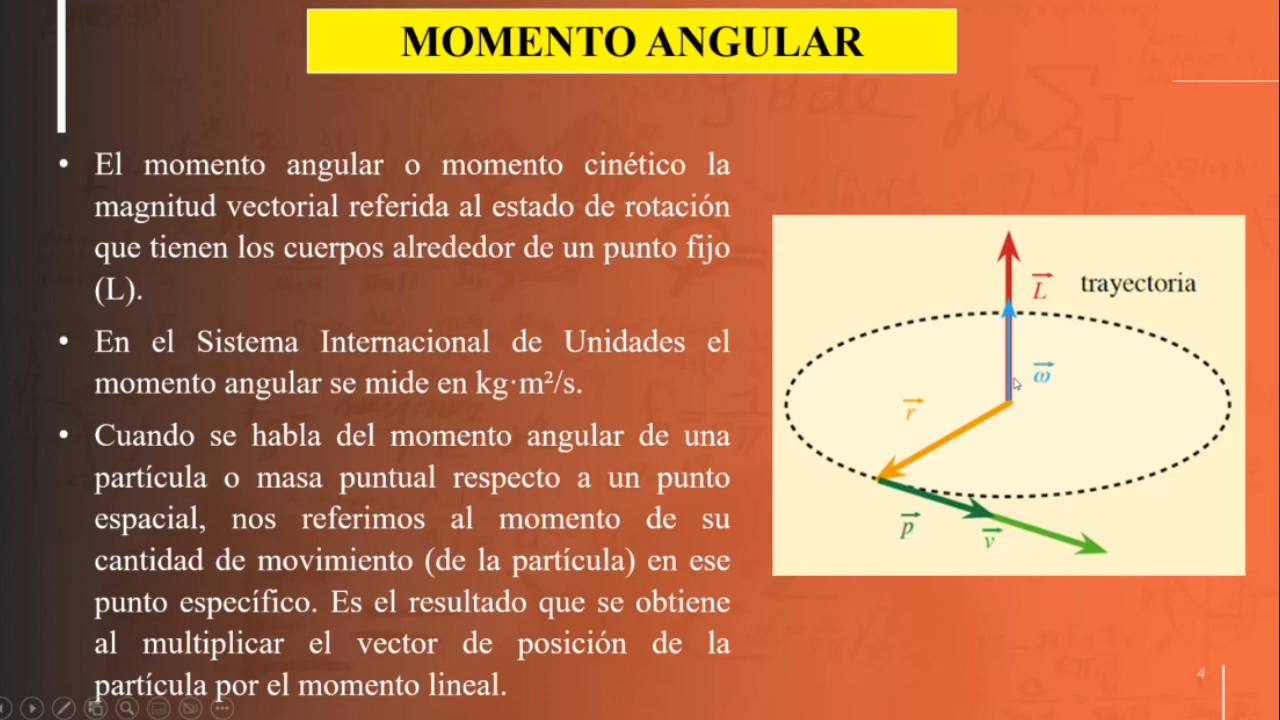 MOMENTO ANGULAR
• El momento angular o momento cinético la
magnitud vectorial referida al estado de rotación
que tienen los cuerpos alrededor de un punto fijo
(L).
• En el Sistema Internacional de Unidades el
momento angular se mide en kg·m²/s.
• Cuando se habla del momento angular de una
partícula o masa puntual respecto a un punto
espacial, nos referimos al momento de su
cantidad de movimiento (de la partícula) en ese
punto específico. Es el resultado que se obtiene
al multiplicar el vector de posición de la
partícula por el momento lineal.
L⃗ trayectoria
ω⃗
r⃗
p⃗
v⃗
4